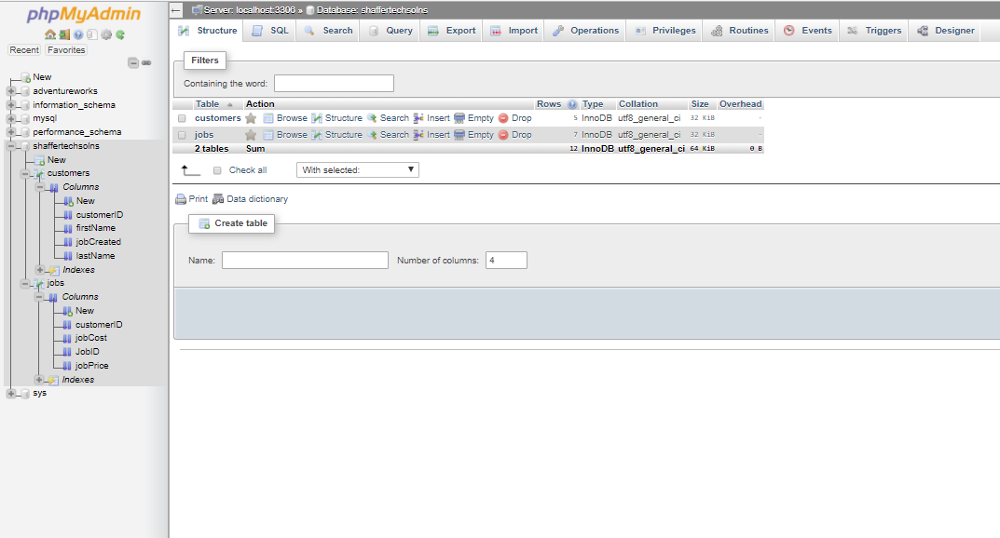 phpMyAdmin
Recent Favorites
New
adventureworks
information_schema
mysql
performance_schema
shaffertechsolns
New
customers
Columns
New
customerID
firstName
jobCreated
lastName
Indexes
jobs
Columns
New
customerID
jobCost
JobID
jobPrice
Indexes
sys
Server: localhost:3306 » Database: shaffertechsolns
Structure SQL Search Query Export Import Operations Privileges Routines Events Triggers Designer
Filters
Containing the word:
Table Action Rows Type Collation Size Overhead
customers Browse Structure Search Insert Empty Drop 5 InnoDB utf8_general_ci 32 KiB -
jobs Browse Structure Search Insert Empty Drop 7 InnoDB utf8_general_ci 32 KiB -
2 tables Sum 12 InnoDB utf8_general_ci 64 KiB 0 B
Check all With selected:
Print Data dictionary
Create table
Name: Number of columns: 4